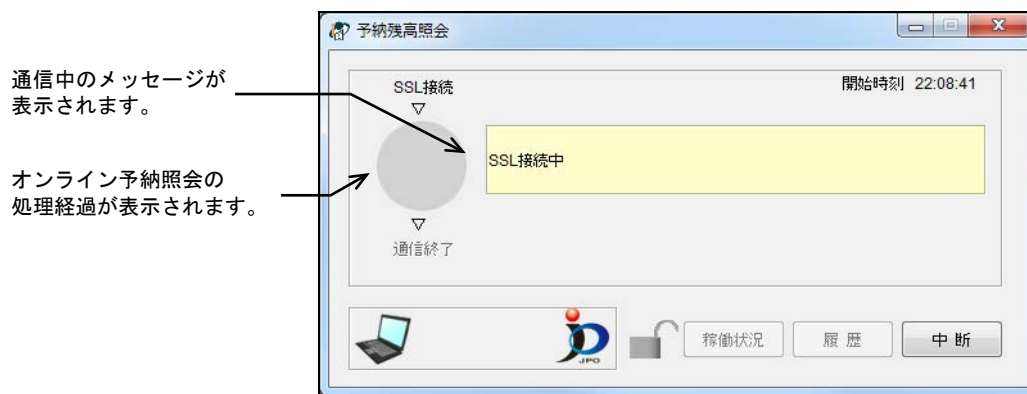 予納残高照会
通信中のメッセージが
表示されます。
オンライン予納照会の
処理経過が表示されます。
SSL接続
▽
開始時刻 22:08:41
SSL接続中
▽
通信終了
JPO
稼働状況
履歴
中断